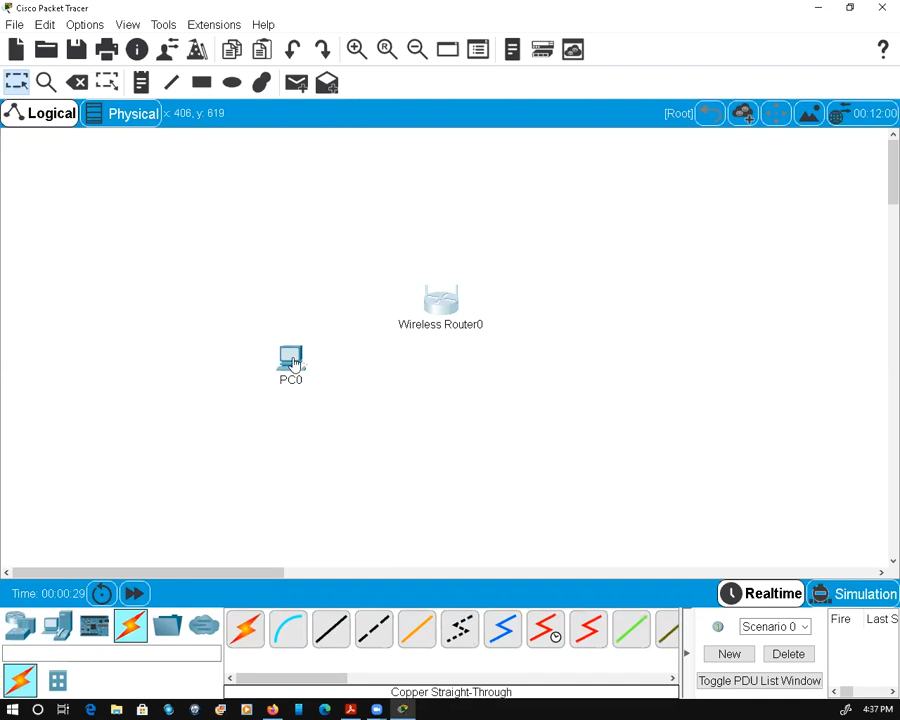 Cisco Packet Tracer
File Edit Options View Tools Extensions Help
Logical Physical x: 406, y: 619 [Root] 00:12:00
Wireless Router0
PC0
Time: 00:00:29 Realtime Simulation
Scenario 0 Fire Last S
New Delete
Toggle PDU List Window
Copper Straight-Through
4:37 PM